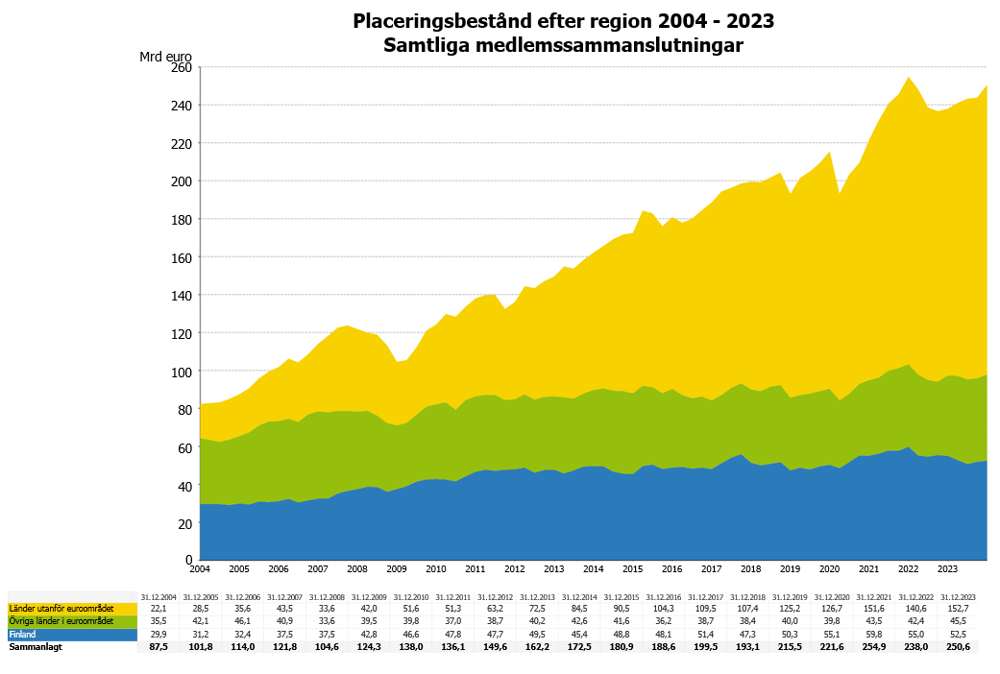 Placeringsbestånd efter region 2004 - 2023
Samtliga medlemssammanslutningar
Mrd euro
260
240
220
200
180
160
140
120
100
80
60
40
20
0
2004 2005 2006 2007 2008 2009 2010 2011 2012 2013 2014 2015 2016 2017 2018 2019 2020 2021 2022 2023
31.12.2004 31.12.2005 31.12.2006 31.12.2007 31.12.2008 31.12.2009 31.12.2010 31.12.2011 31.12.2012 31.12.2013 31.12.2014 31.12.2015 31.12.2016 31.12.2017 31.12.2018 31.12.2019 31.12.2020 31.12.2021 31.12.2022 31.12.2023
Länder utanför euroområdet 22,1 28,5 35,6 43,5 33,6 42,0 51,6 51,3 63,2 72,5 84,5 90,5 104,3 109,5 107,4 125,2 126,7 151,6 140,6 152,7
Övriga länder i euroområdet 35,5 42,1 46,1 40,9 33,6 39,5 39,8 37,0 38,7 40,2 42,6 41,6 36,2 38,7 38,4 40,0 39,8 43,5 42,4 45,5
Finland 29,9 31,2 32,4 37,5 37,5 42,8 46,6 47,8 47,7 49,5 45,4 48,8 48,1 51,4 47,3 50,3 55,1 59,8 55,0 52,5
Sammanlagt 87,5 101,8 114,0 121,8 104,6 124,3 138,0 136,1 149,6 162,2 172,5 180,9 188,6 199,5 193,1 215,5 221,6 254,9 238,0 250,6